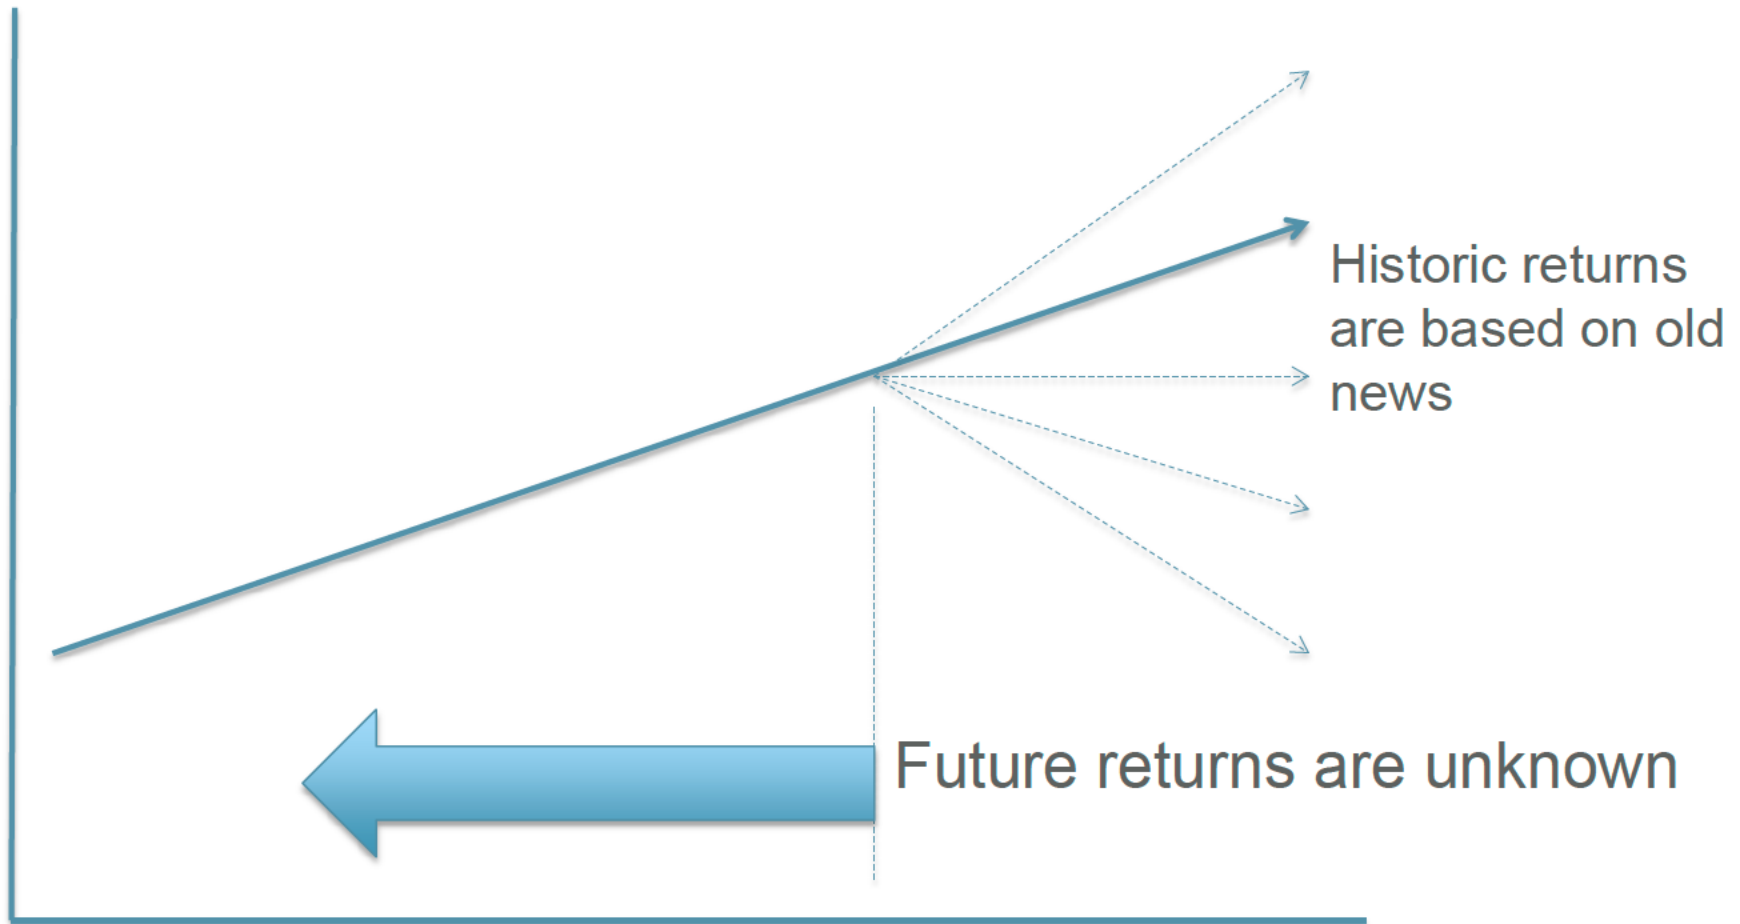 Historic returns
are based on old
news
Future returns are unknown